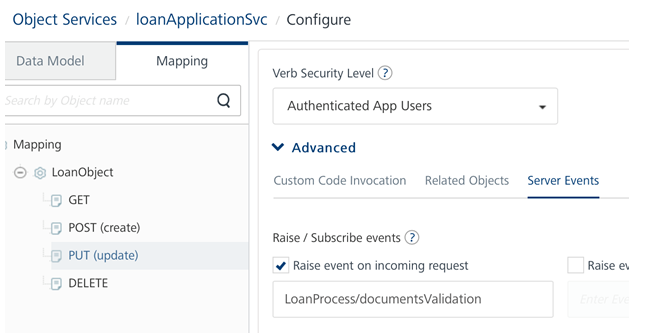 Object Services / loanApplicationSvc / Configure
Data Model
Mapping
Search by Object name
Mapping
LoanObject
GET
POST (create)
PUT (update)
DELETE
Verb Security Level ?
Authenticated App Users
Advanced
Custom Code Invocation Related Objects Server Events
Raise / Subscribe events ?
Raise event on incoming request
LoanProcess/documentsValidation
Raise
Enter